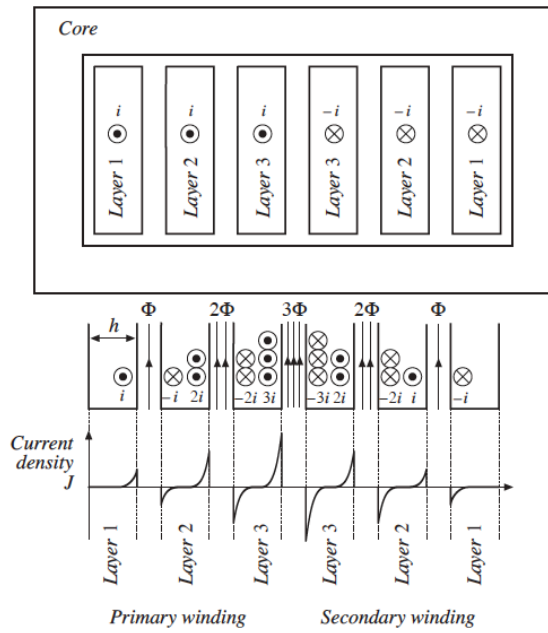 Core
i i i −i −i −i
Layer 1 Layer 2 Layer 3 Layer 3 Layer 2 Layer 1
Φ 2Φ 3Φ 2Φ Φ
h
i −i 2i −2i 3i −3i 2i −2i i −i
Current
density
J
Layer 1 Layer 2 Layer 3 Layer 3 Layer 2 Layer 1
Primary winding Secondary winding